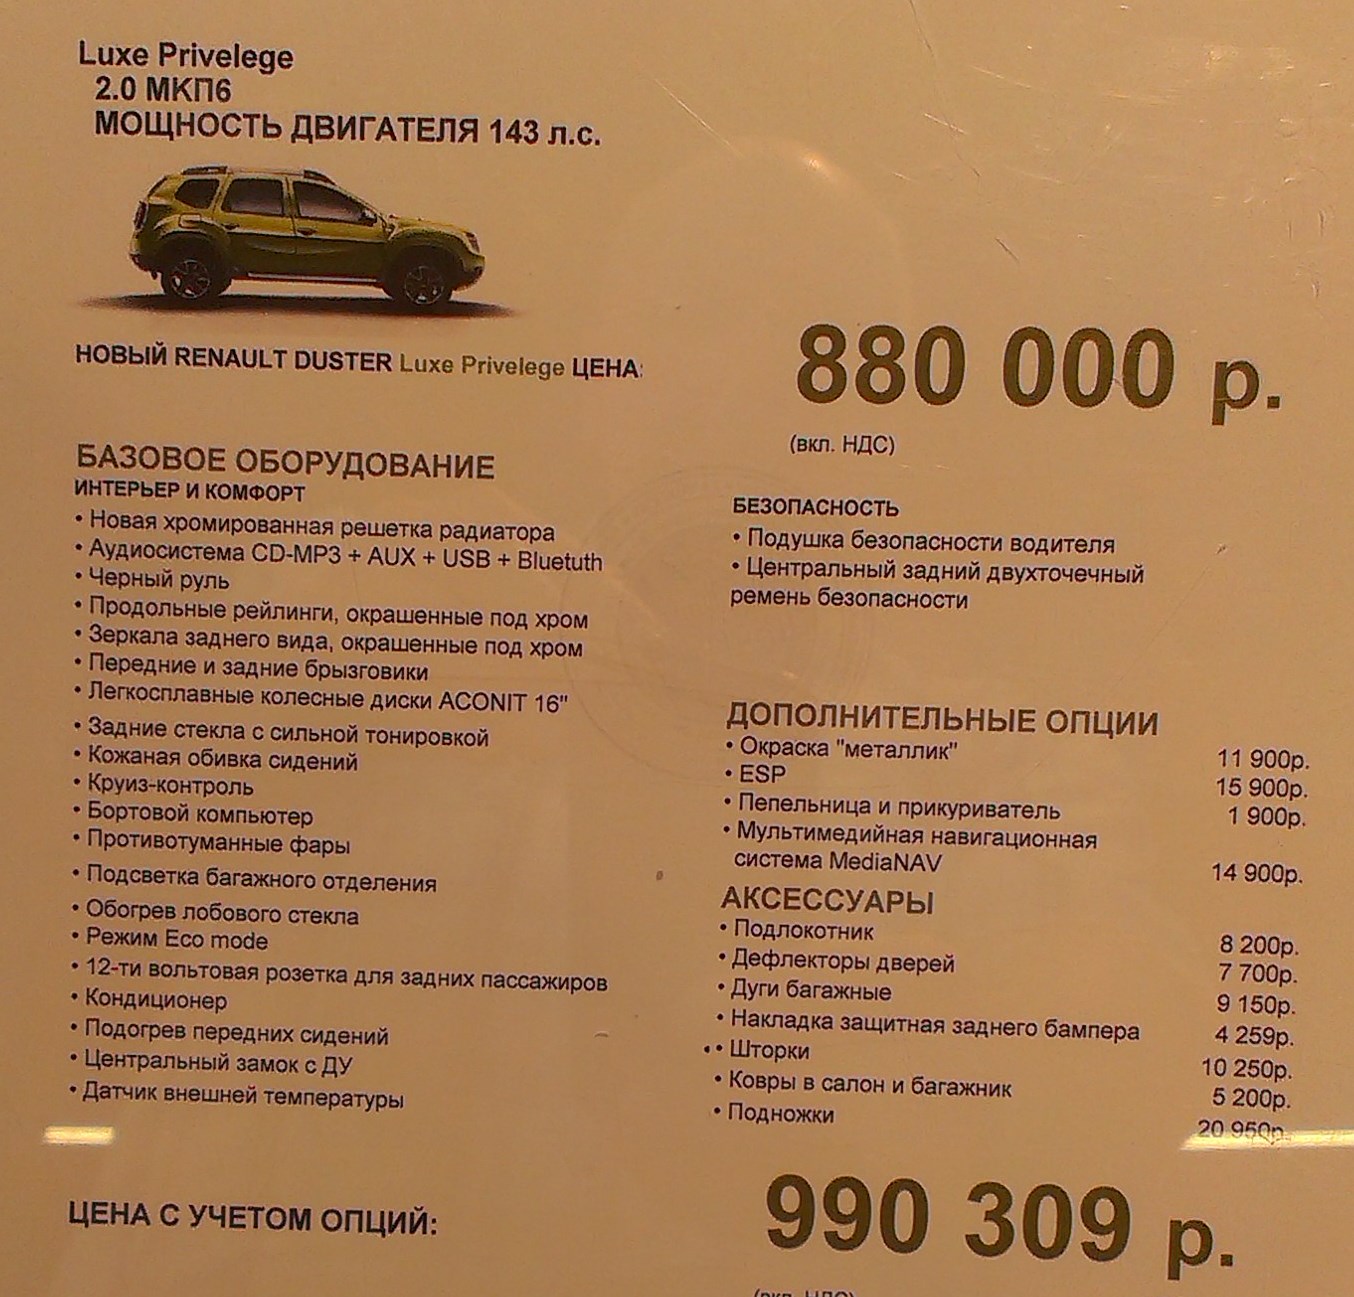 Luxe Privelege
2.0 МКП6
МОЩНОСТЬ ДВИГАТЕЛЯ 143 л.с.
НОВЫЙ RENAULT DUSTER Luxe Privelege ЦЕНА:
880 000 р.
(вкл. НДС)
БАЗОВОЕ ОБОРУДОВАНИЕ
ИНТЕРЬЕР И КОМФОРТ
• Новая хромированная решетка радиатора
• Аудиосистема CD-MP3 + AUX + USB + Bluetuth
• Черный руль
• Продольные рейлинги, окрашенные под хром
• Зеркала заднего вида, окрашенные под хром
• Передние и задние брызговики
• Легкосплавные колесные диски ACONIT 16"
• Задние стекла с сильной тонировкой
• Кожаная обивка сидений
• Круиз-контроль
• Бортовой компьютер
• Противотуманные фары
• Подсветка багажного отделения
• Обогрев лобового стекла
• Режим Eco mode
• 12-ти вольтовая розетка для задних пассажиров
• Кондиционер
• Подогрев передних сидений
• Центральный замок с ДУ
• Датчик внешней температуры
БЕЗОПАСНОСТЬ
• Подушка безопасности водителя
• Центральный задний двухточечный
ремень безопасности
ДОПОЛНИТЕЛЬНЫЕ ОПЦИИ
• Окраска "металлик" 11 900р.
• ESP 15 900р.
• Пепельница и прикуриватель 1 900р.
• Мультимедийная навигационная
система MediaNAV 14 900р.
АКСЕССУАРЫ
• Подлокотник 8 200р.
• Дефлекторы дверей 7 700р.
• Дуги багажные 9 150р.
• Накладка защитная заднего бампера 4 259р.
• Шторки 10 250р.
• Ковры в салон и багажник 5 200р.
• Подножки 20 950р.
ЦЕНА С УЧЕТОМ ОПЦИЙ:
990 309 р.